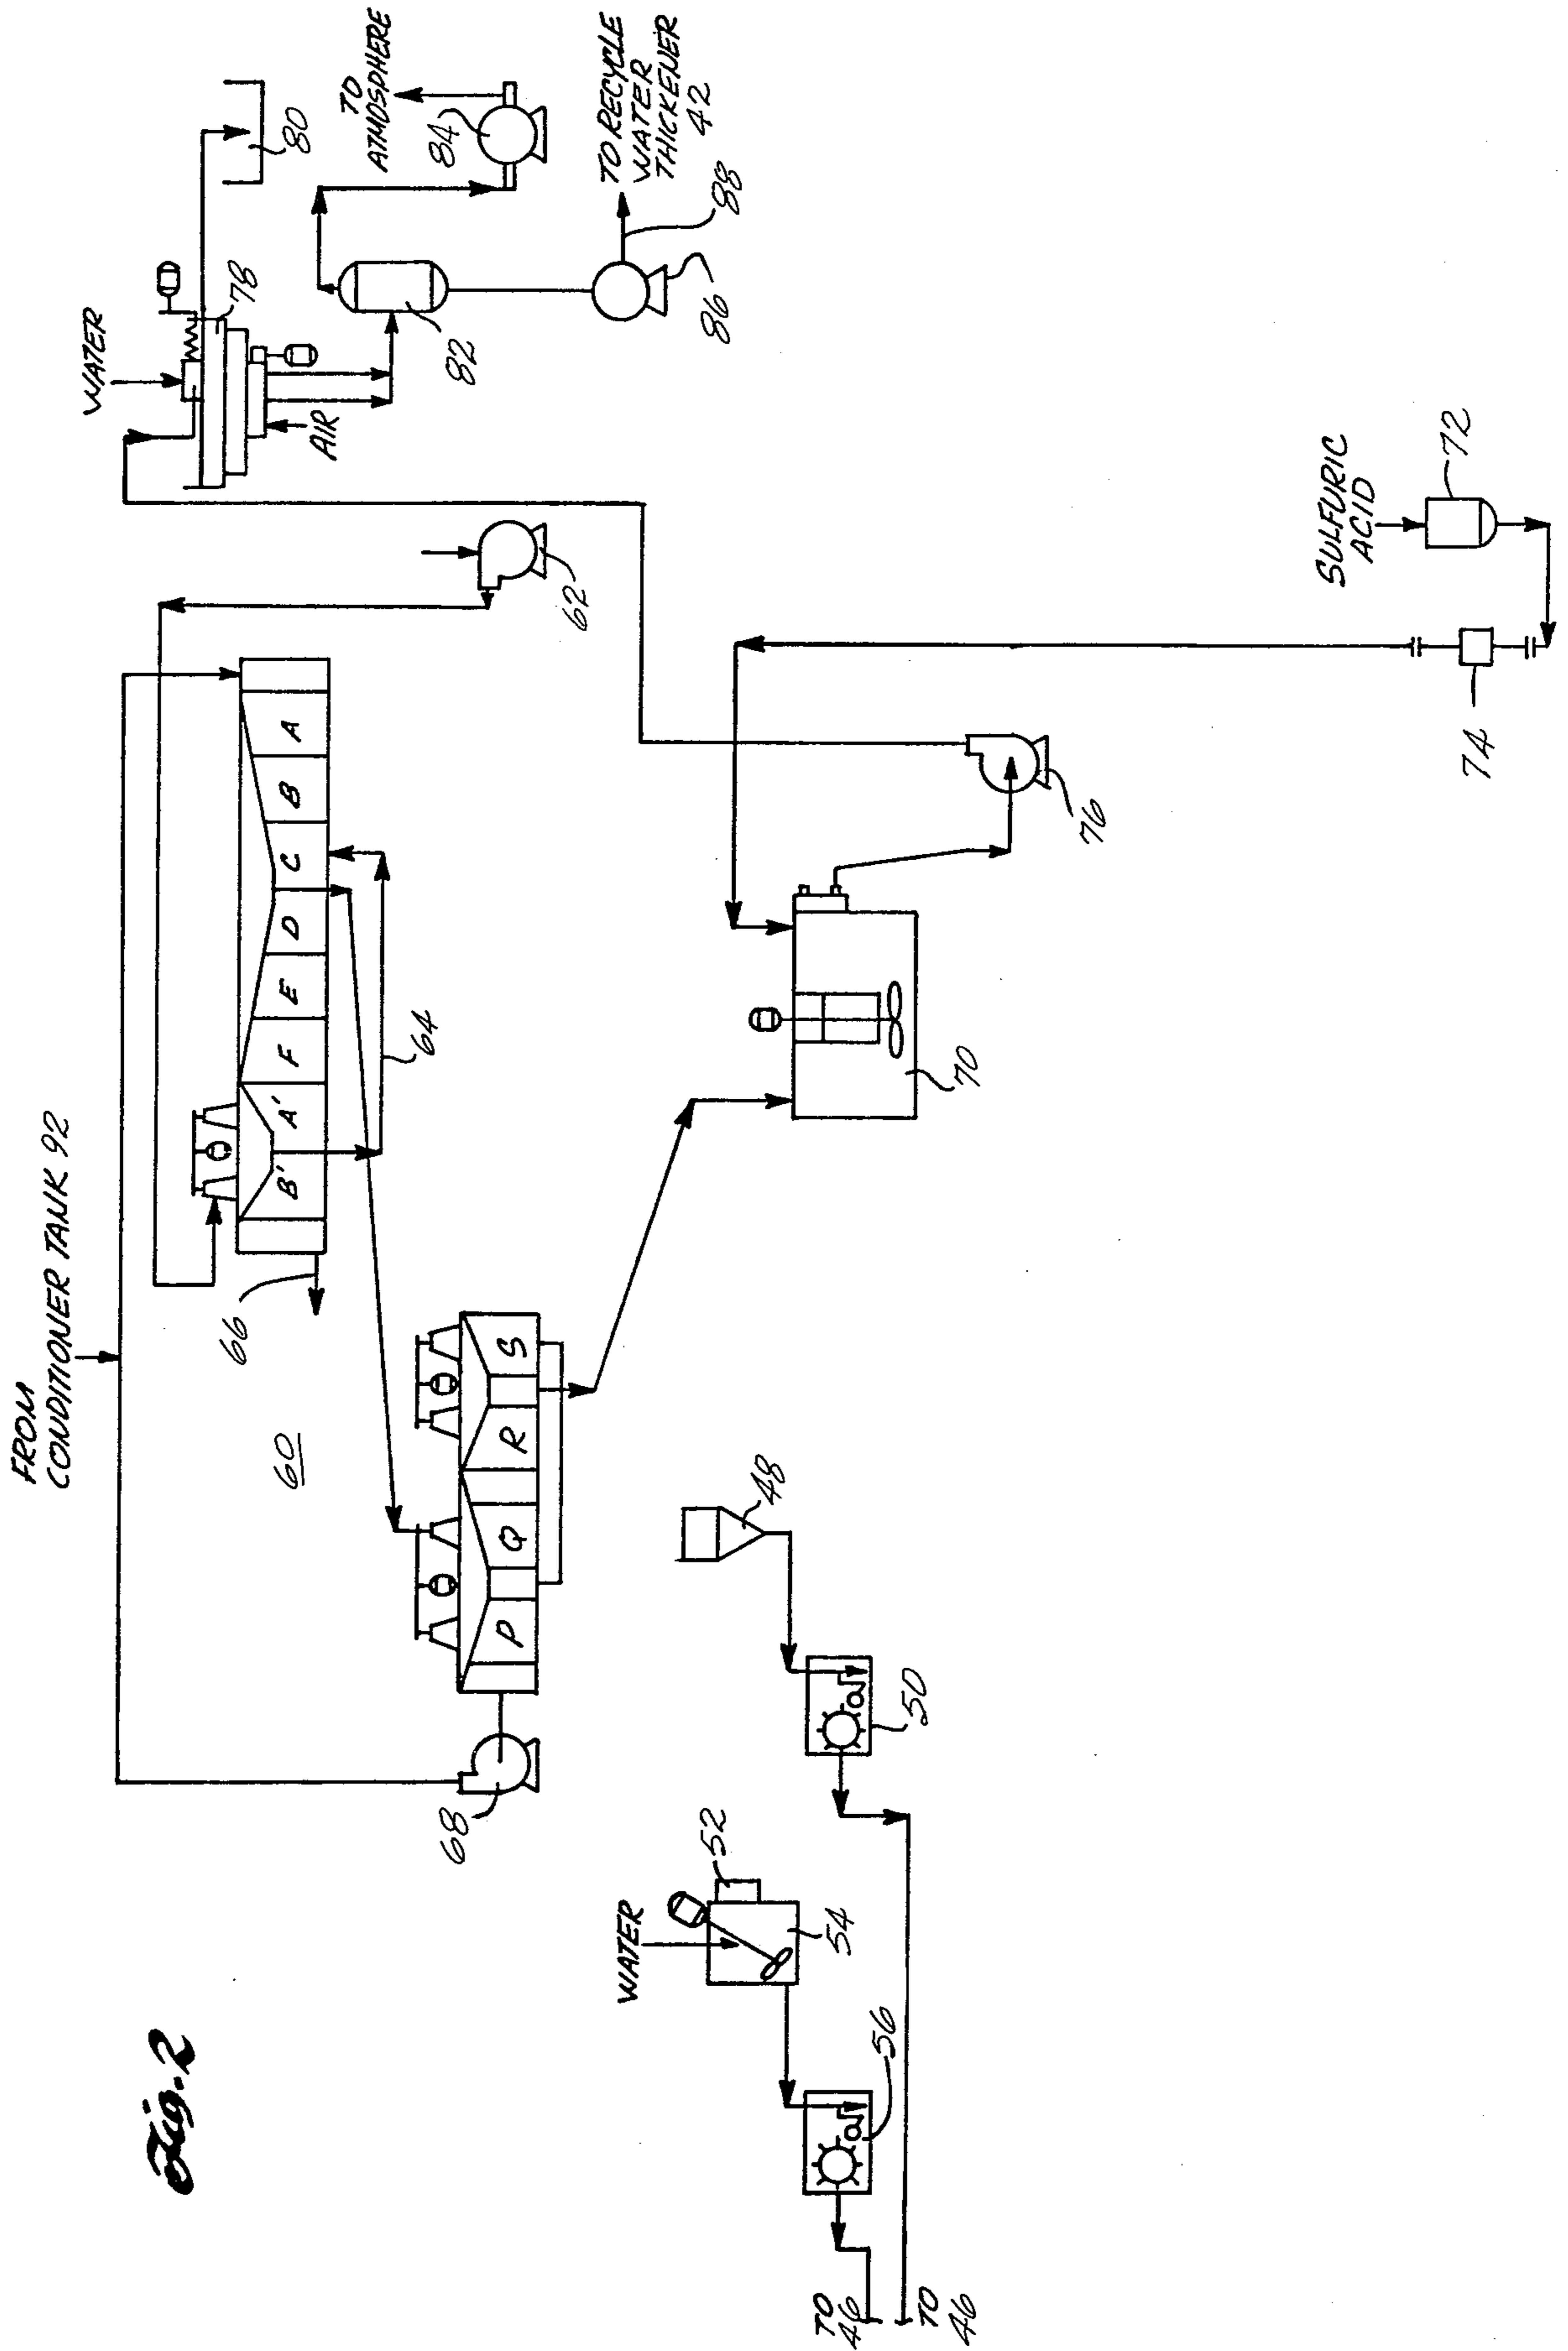 Fig. 2
FROM
CONDITIONER TANK 92
60
66
B'
A'
F
E
D
C
B
A
64
62
WATER
78
AIR
80
82
TO
ATMOSPHERE
84
86
88
TO RECYCLE
WATER
THICKENER
42
68
P
Q
R
S
70
76
SULFURIC
ACID
72
74
48
50
WATER
52
54
56
TO
46
TO
46